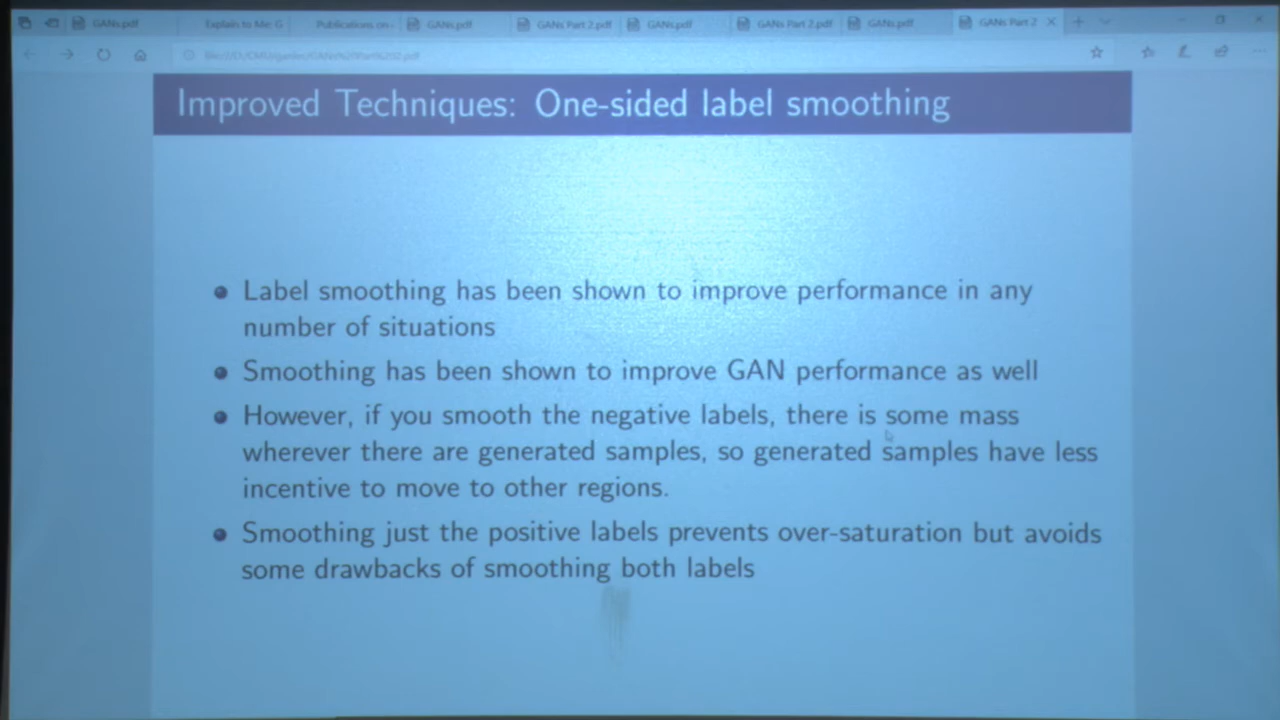 GANs.pdf
Explain to Me: G
Publications on
GANs.pdf
GANs Part 2.pdf
GANs.pdf
GANs Part 2.pdf
GANs.pdf
GANs Part 2
Improved Techniques: One-sided label smoothing
Label smoothing has been shown to improve performance in any
number of situations
Smoothing has been shown to improve GAN performance as well
However, if you smooth the negative labels, there is some mass
wherever there are generated samples, so generated samples have less
incentive to move to other regions.
Smoothing just the positive labels prevents over-saturation but avoids
some drawbacks of smoothing both labels